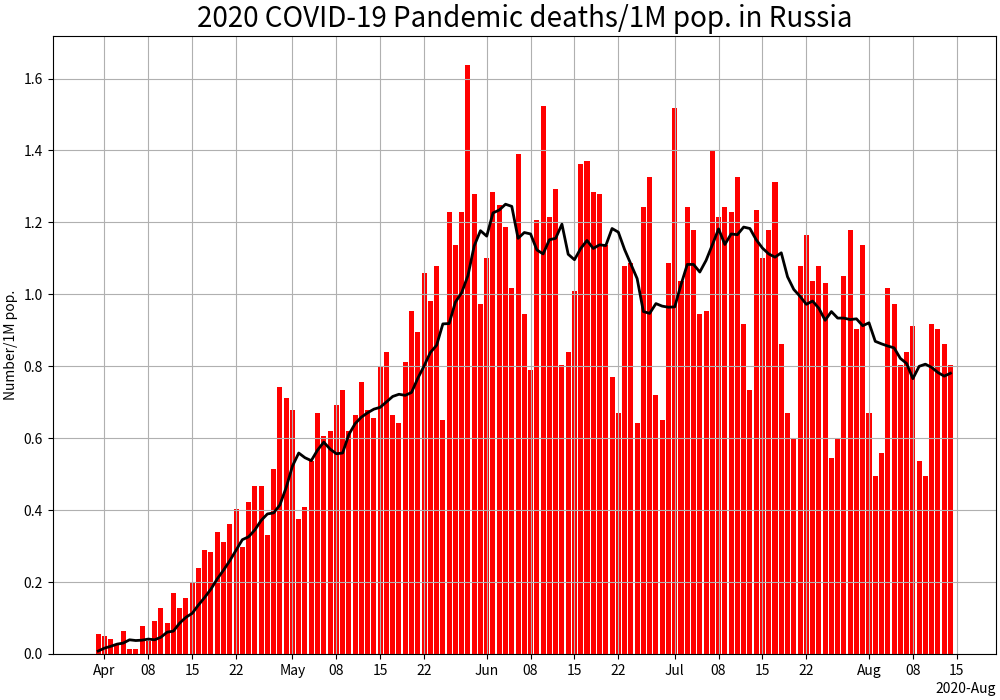 2020 COVID-19 Pandemic deaths/1M pop. in Russia
Number/1M pop.
1.6
1.4
1.2
1.0
0.8
0.6
0.4
0.2
0.0
Apr 08 15 22 May 08 15 22 Jun 08 15 22 Jul 08 15 22 Aug 08 15
2020-Aug